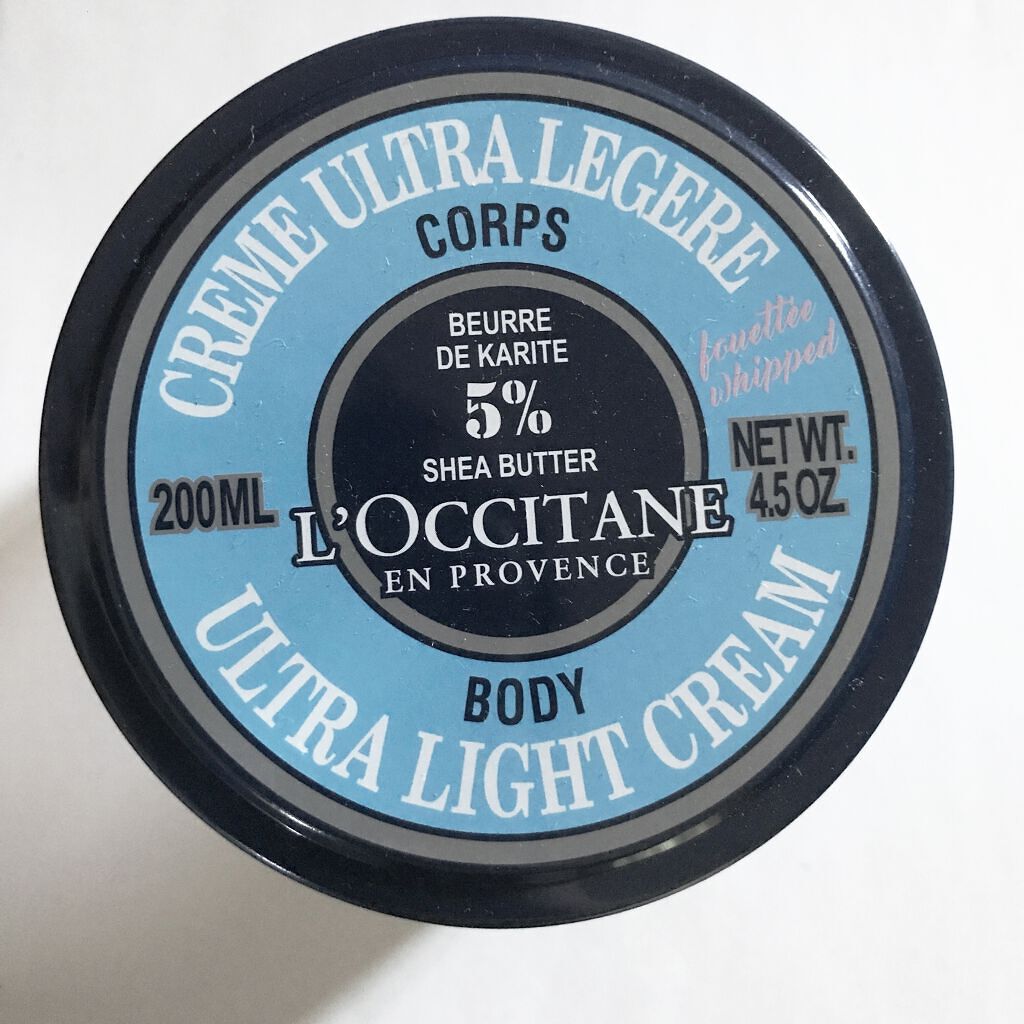 CREME ULTRA LEGERE
CORPS
fouettée
whipped
BEURRE
DE KARITE
5%
SHEA BUTTER
200ML
NET WT.
4.5 OZ.
L'OCCITANE
EN PROVENCE
BODY
ULTRA LIGHT CREAM